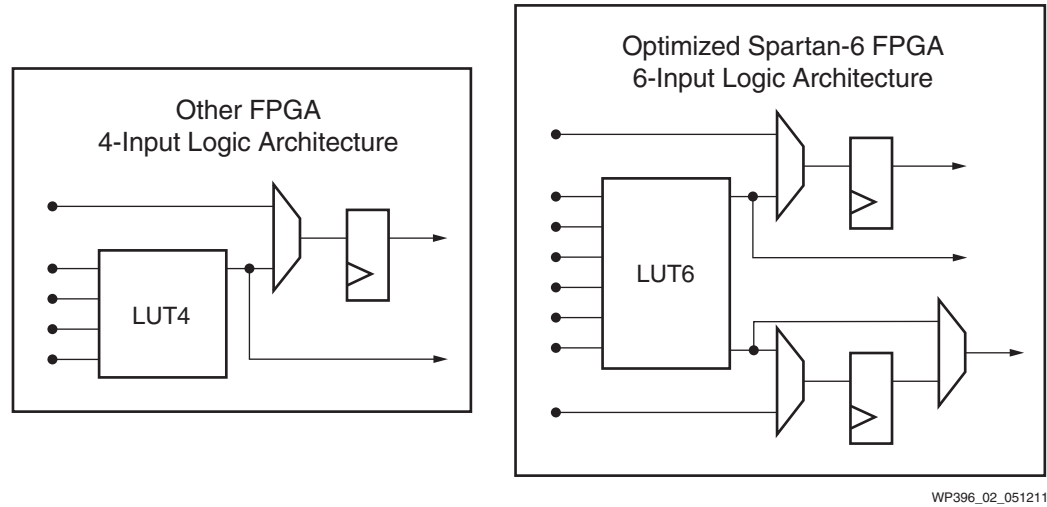 Other FPGA
4-Input Logic Architecture
LUT4
Optimized Spartan-6 FPGA
6-Input Logic Architecture
LUT6
WP396_02_051211